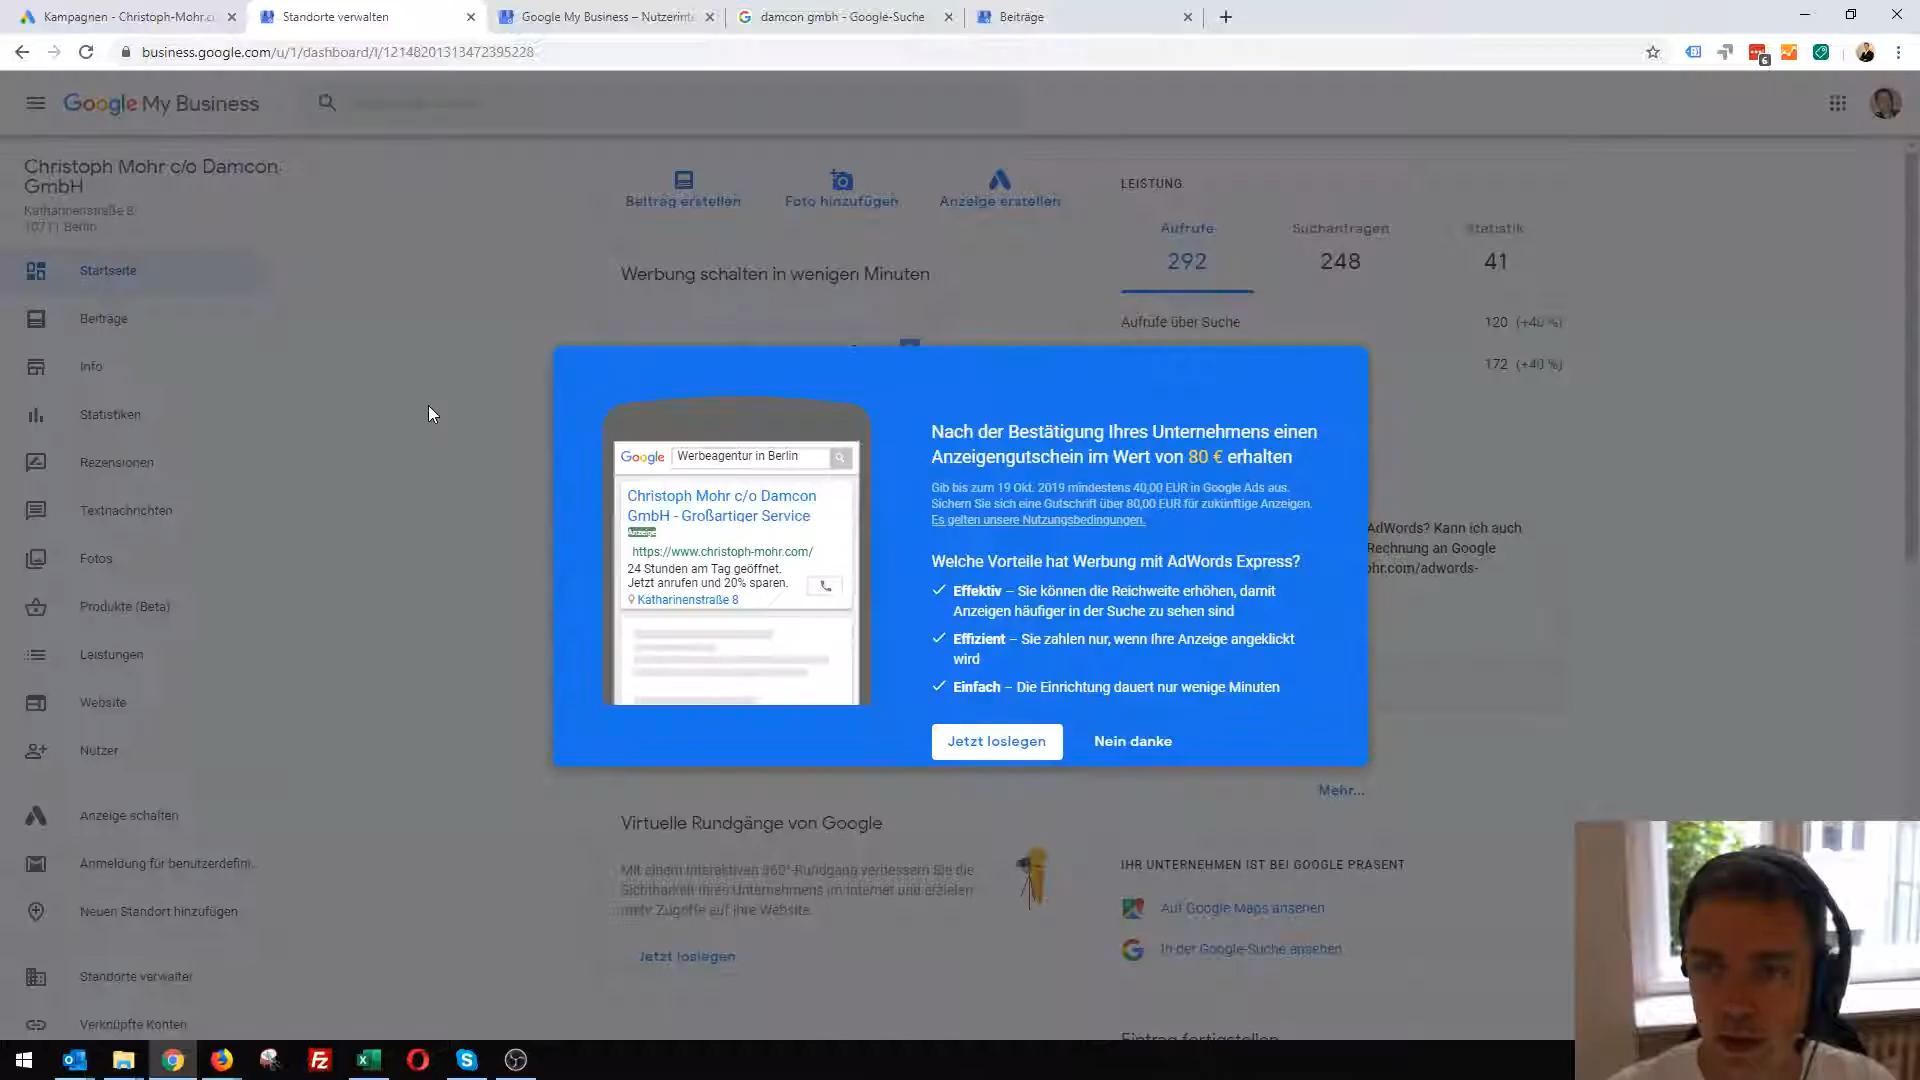 Kampagnen - Christoph-Mohr.c
Standorte verwalten
Google My Business – Nutzerint
damcon gmbh - Google-Suche
Beiträge
business.google.com/u/1/dashboard/l/12148201313472395228
6
Google My Business
Christoph Mohr c/o Damcon
GmbH
Katharinenstraße 8
10711 Berlin
Startseite
Beiträge
Info
Statistiken
Rezensionen
Textnachrichten
Fotos
Produkte (Beta)
Leistungen
Website
Nutzer
Anzeige schalten
Anmeldung für benutzerdefini...
Neuen Standort hinzufügen
Standorte verwalten
Verknüpfte Konten
Beitrag erstellen
Foto hinzufügen
Anzeige erstellen
Werbung schalten in wenigen Minuten
LEISTUNG
Aufrufe
Suchanfragen
Statistik
292
248
41
Aufrufe über Suche
120 (+40 %)
172 (+40 %)
Google
Werbeagentur in Berlin
Christoph Mohr c/o Damcon
GmbH - Großartiger Service
Anzeige
https://www.christoph-mohr.com/
24 Stunden am Tag geöffnet.
Jetzt anrufen und 20% sparen.
Katharinenstraße 8
Nach der Bestätigung Ihres Unternehmens einen
Anzeigengutschein im Wert von 80 € erhalten
Gib bis zum 19 Okt. 2019 mindestens 40,00 EUR in Google Ads aus.
Sichern Sie sich eine Gutschrift über 80,00 EUR für zukünftige Anzeigen.
Es gelten unsere Nutzungsbedingungen.
Welche Vorteile hat Werbung mit AdWords Express?
Effektiv – Sie können die Reichweite erhöhen, damit
Anzeigen häufiger in der Suche zu sehen sind
Effizient – Sie zahlen nur, wenn Ihre Anzeige angeklickt
wird
Einfach – Die Einrichtung dauert nur wenige Minuten
Jetzt loslegen
Nein danke
AdWords? Kann ich auch
Rechnung an Google
hr.com/adwords-
Mehr...
Virtuelle Rundgänge von Google
Mit einem interaktiven 360°-Rundgang verbessern Sie die
Sichtbarkeit Ihres Unternehmens im Internet und erzielen
mehr Zugriffe auf Ihre Website.
Jetzt loslegen
IHR UNTERNEHMEN IST BEI GOOGLE PRÄSENT
Auf Google Maps ansehen
In der Google-Suche ansehen
Eintrag fertigstellen